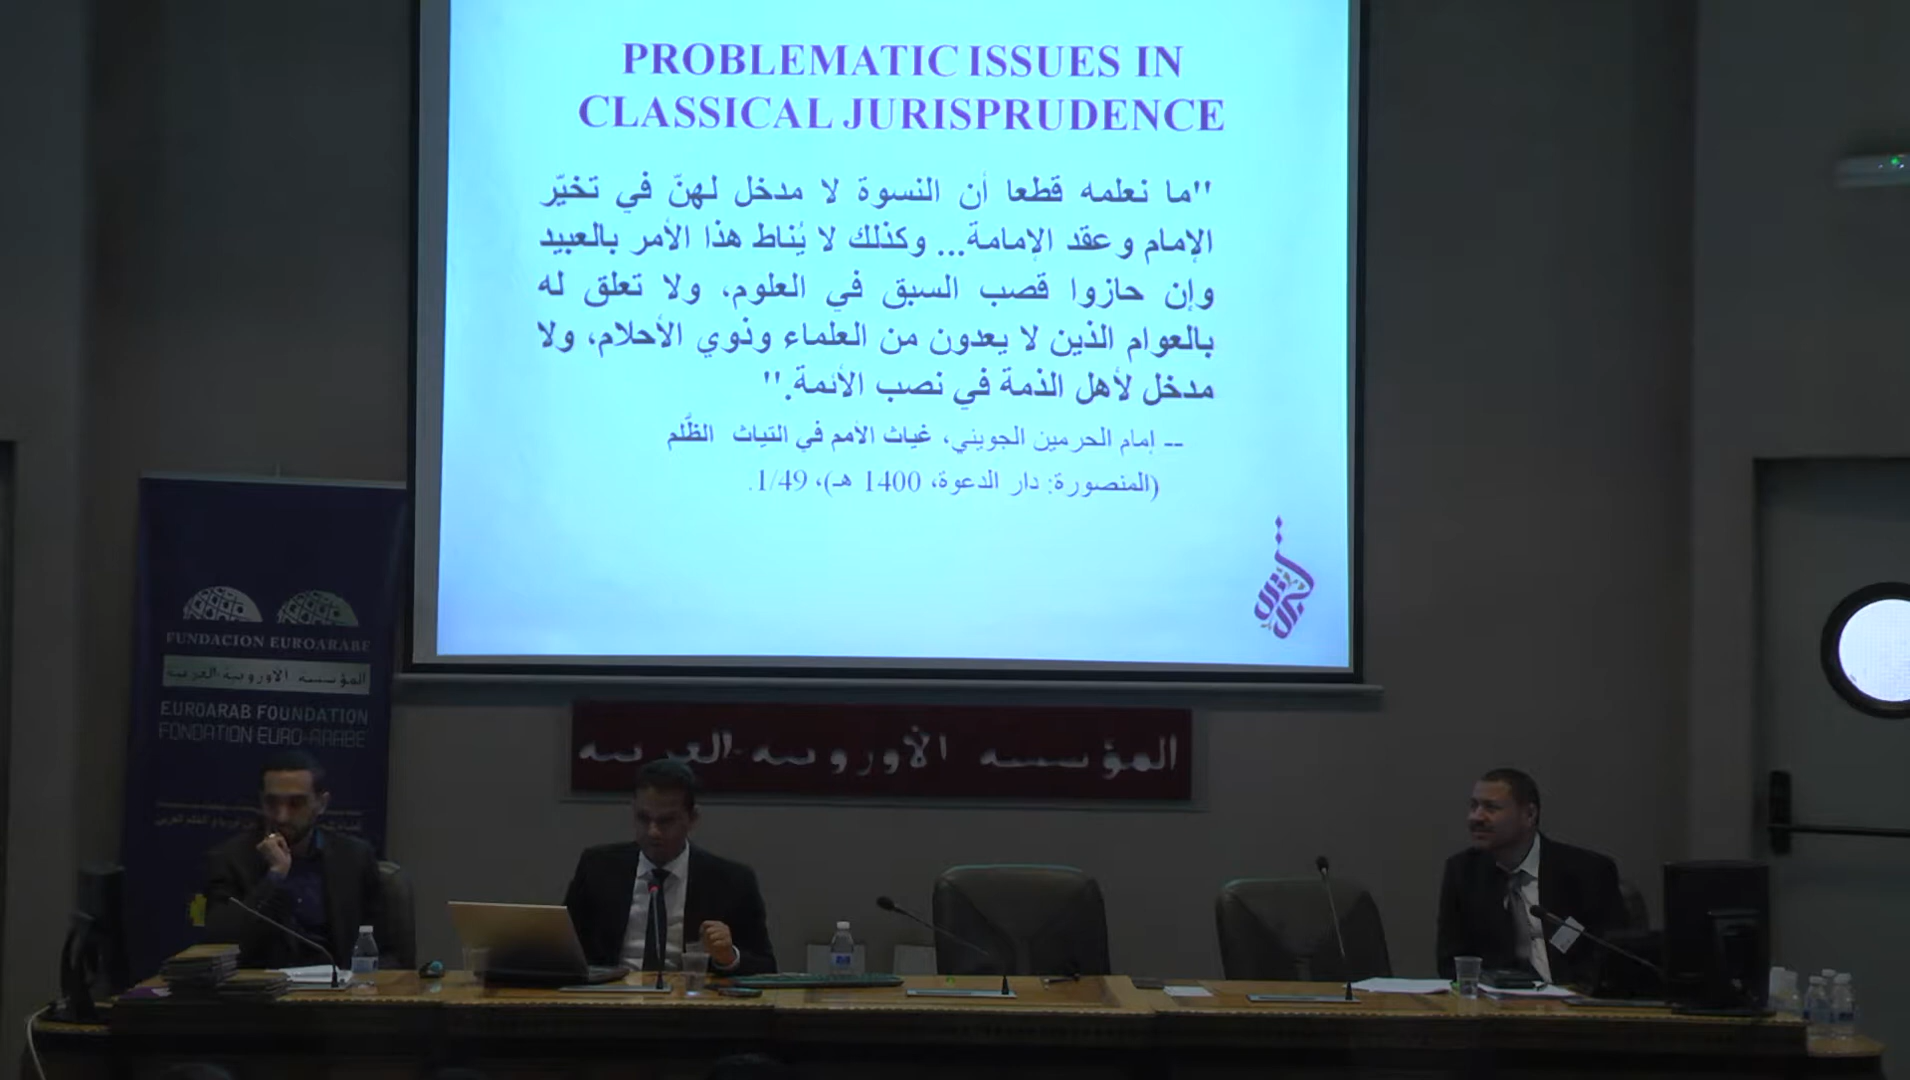 PROBLEMATIC ISSUES IN
CLASSICAL JURISPRUDENCE
"ما نعلمه قطعا أن النسوة لا مدخل لهنّ في تخيّر
الإمام وعقد الإمامة... وكذلك لا يُناط هذا الأمر بالعبيد
وإن حازوا قصب السبق في العلوم، ولا تعلق له
بالعوام الذين لا يعدون من العلماء وذوي الأحلام، ولا
مدخل لأهل الذمة في نصب الأئمة."
-- إمام الحرمين الجويني، غياث الأمم في التياث الظّلم
(المنصورة: دار الدعوة، 1400 هـ)، 1/49.
FUNDACION EUROARABE
المؤسسة الأوروبية-العربية
EUROARAB FOUNDATION
FONDATION EURO-ARABE
المؤسسة الأوروبية-العربية